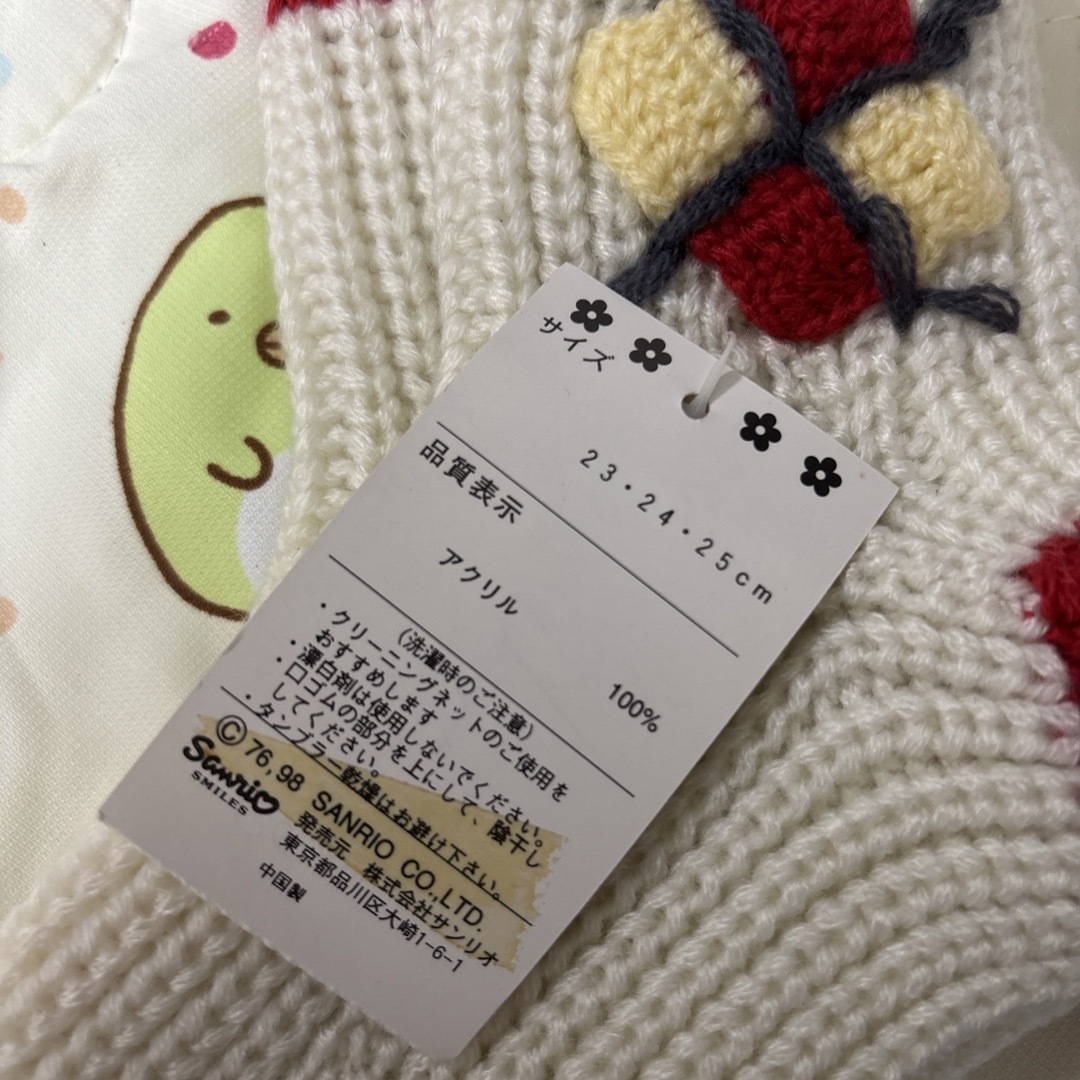 サイズ
23・24・25cm
品質表示
アクリル 100%
(洗濯時のご注意)
・クリーニングネットのご使用を
おすすめします
・漂白剤は使用しないでください。
・口ゴムの部分を上にして、陰干し
してください。
・タンブラー乾燥はお避け下さい。
Ⓒ76,98 SANRIO CO.,LTD.
Sanrio
SMILES
発売元 株式会社サンリオ
東京都品川区大崎1-6-1
中国製